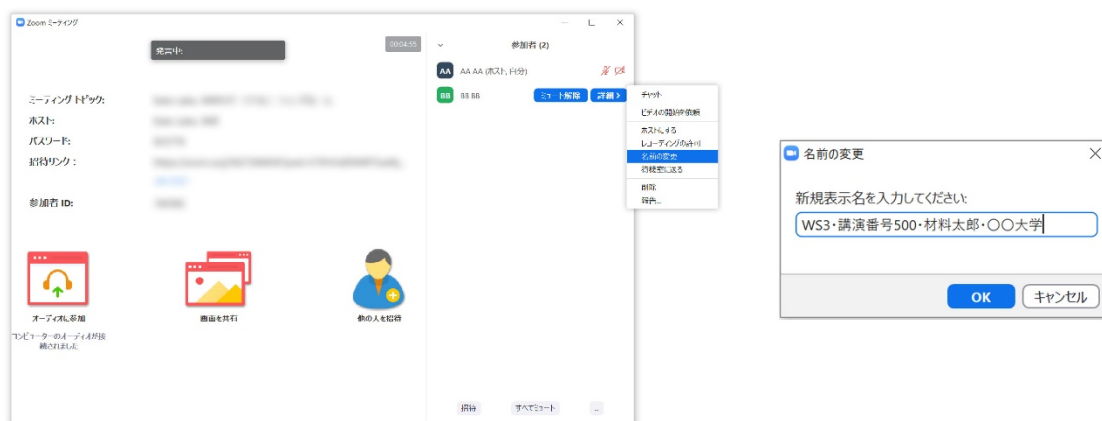 Zoom ミーティング
発言中:
00:04:55
ミーティング トピック:
ホスト:
パスワード:
招待リンク:
参加者 ID:
オーディオに参加
コンピューターのオーディオが接
続されました
画面を共有
他の人を招待
参加者 (2)
AA AA AA (ホスト, 自分)
BB BB BB ミュート解除 詳細 >
チャット
ビデオの開始を依頼
ホストにする
レコーディングの許可
名前の変更
待機室に送る
削除
報告...
招待 すべてミュート ...
名前の変更
新規表示名を入力してください:
WS3・講演番号500・材料太郎・〇〇大学
OK キャンセル